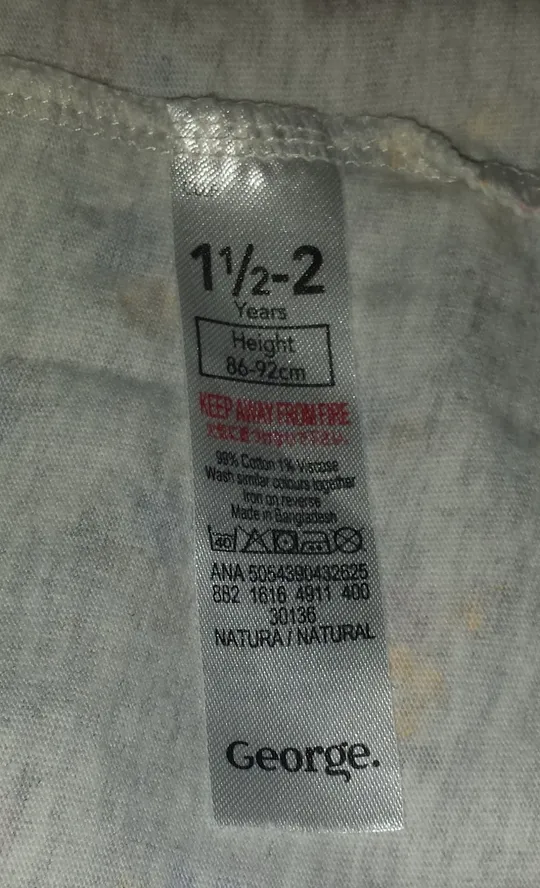 1½-2
Years
Height
86-92cm
KEEP AWAY FROM FIRE
99% Cotton 1% Viscose
Wash similar colours together
Iron on reverse
Made in Bangladesh
40
ANA 5054390432625
882 1616 4911 400
30136
NATURA / NATURAL
George.